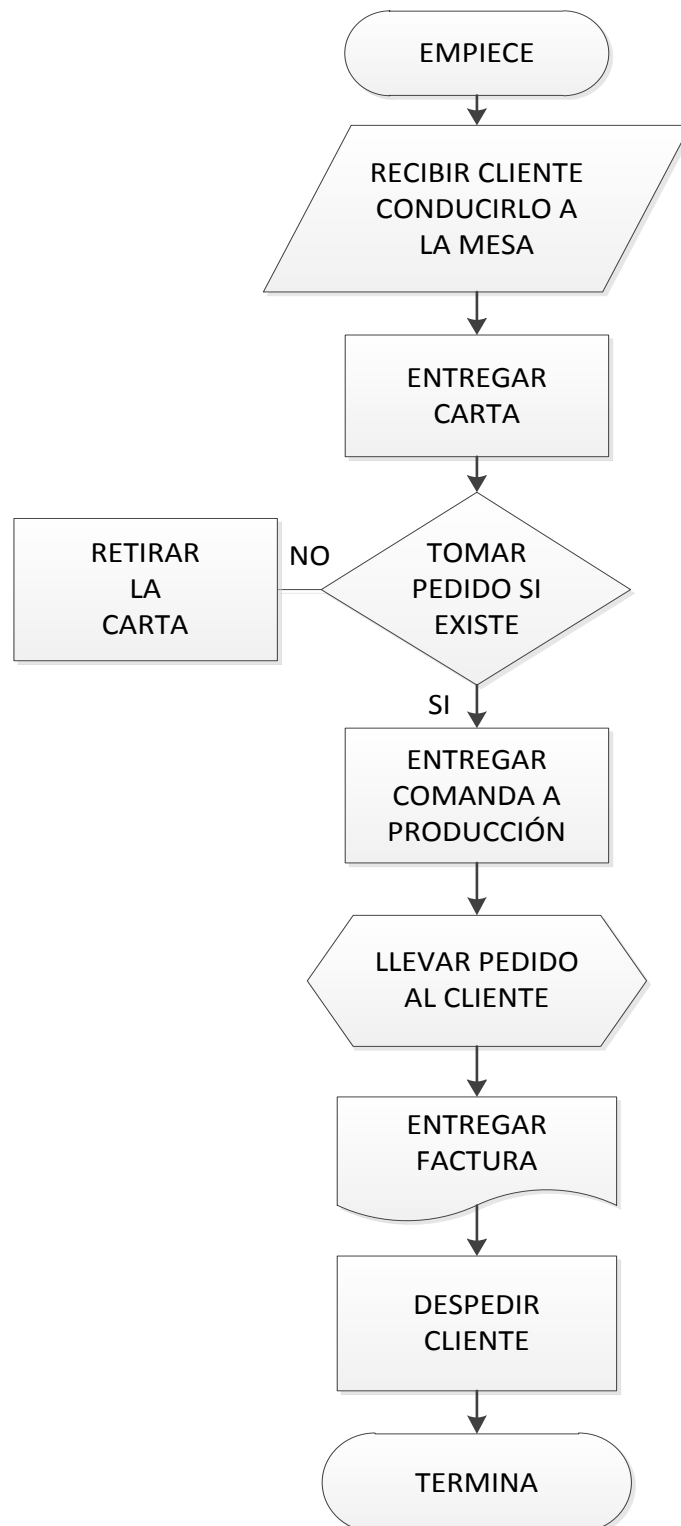 EMPIECE
RECIBIR CLIENTE
CONDUCIRLO A
LA MESA
ENTREGAR
CARTA
RETIRAR
LA
CARTA
NO
TOMAR
PEDIDO SI
EXISTE
SI
ENTREGAR
COMANDA A
PRODUCCIÓN
LLEVAR PEDIDO
AL CLIENTE
ENTREGAR
FACTURA
DESPEDIR
CLIENTE
TERMINA